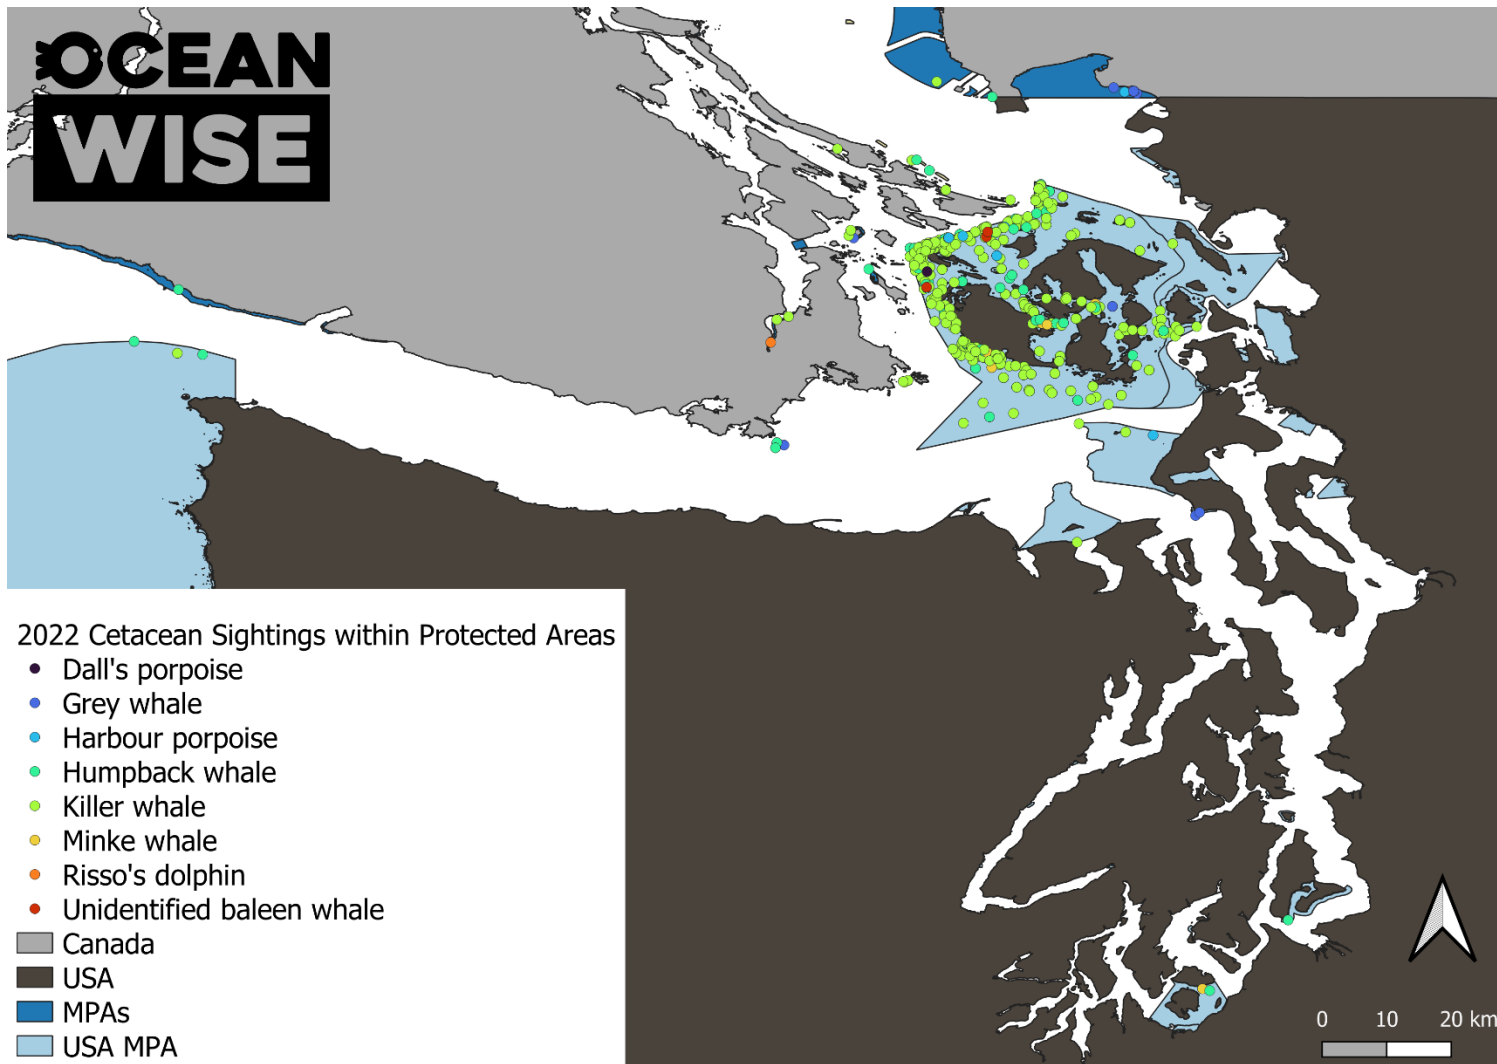 OCEAN
WISE
2022 Cetacean Sightings within Protected Areas
Dall's porpoise
Grey whale
Harbour porpoise
Humpback whale
Killer whale
Minke whale
Risso's dolphin
Unidentified baleen whale
Canada
USA
MPAs
USA MPA
0 10 20 km